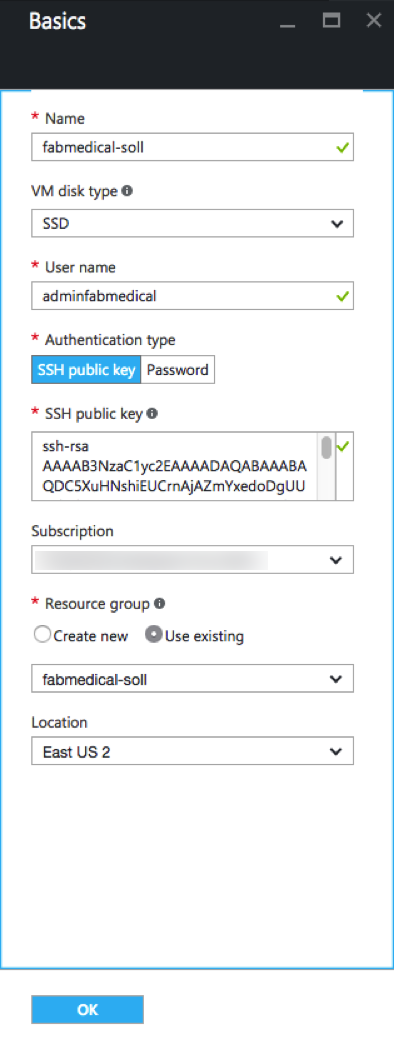 Basics
* Name
fabmedical-soll
VM disk type
SSD
* User name
adminfabmedical
* Authentication type
SSH public key Password
* SSH public key
ssh-rsa
AAAAB3NzaC1yc2EAAAADAQABAAABA
QDC5XuHNshiEUCrnAjAZmYxedoDgUU
Subscription
* Resource group
Create new Use existing
fabmedical-soll
Location
East US 2
OK